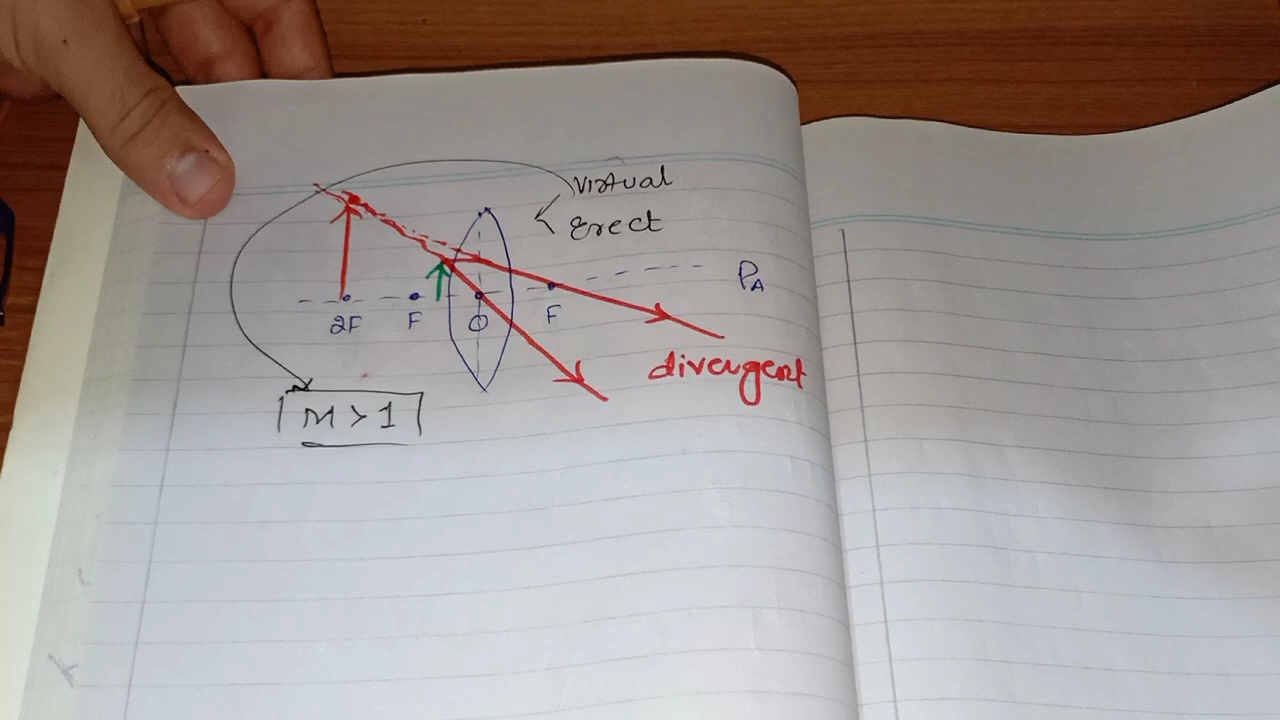 Virtual
Erect
PA
2F F O F
divergent
M > 1